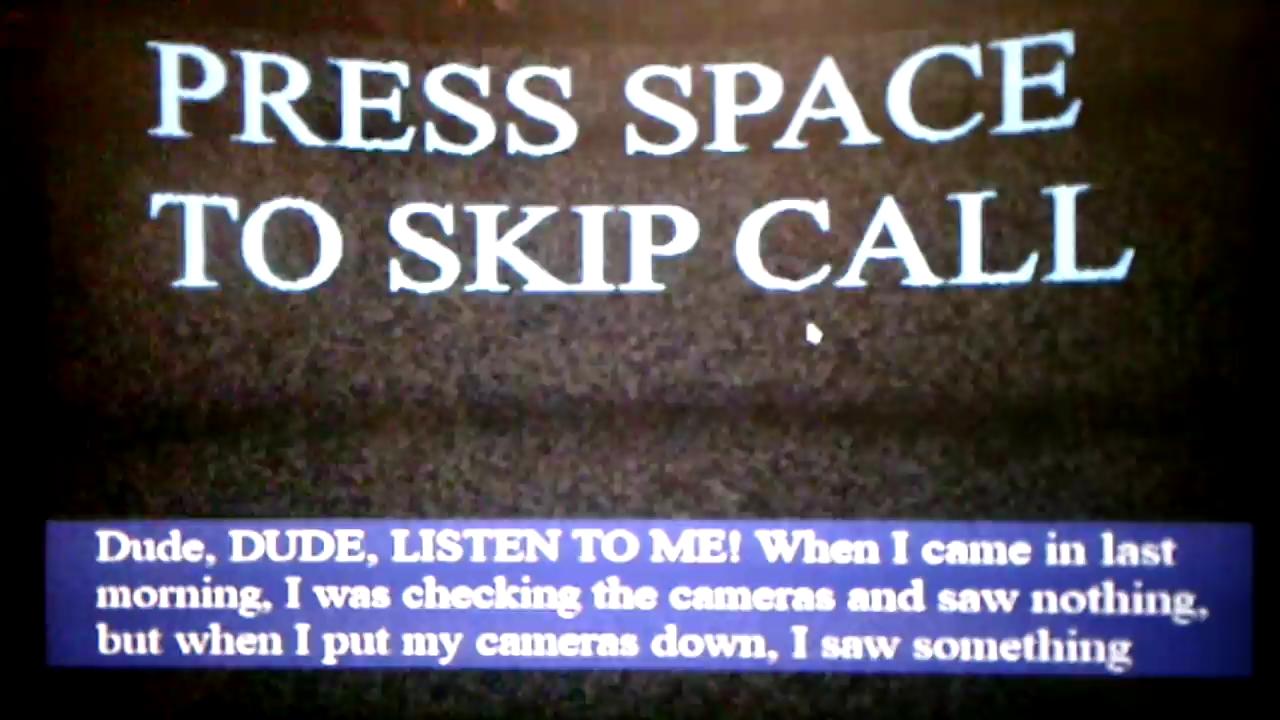 PRESS SPACE
TO SKIP CALL
Dude, DUDE, LISTEN TO ME! When I came in last
morning, I was checking the cameras and saw nothing,
but when I put my cameras down, I saw something